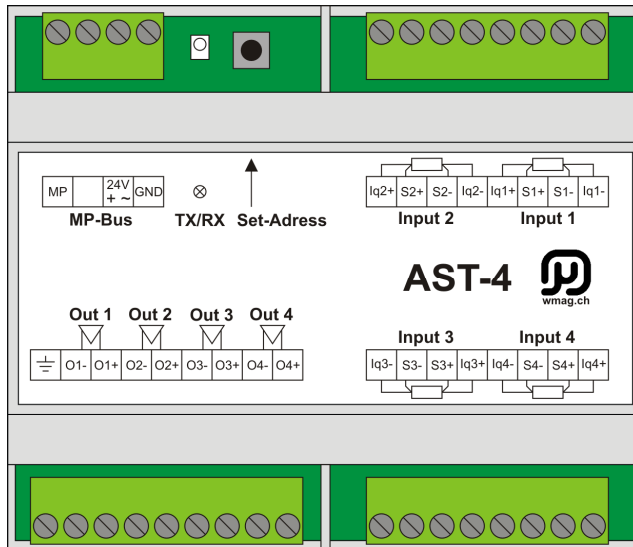 MP 24V + ~ GND
MP-Bus TX/RX Set-Adress
Iq2+ S2+ S2- Iq2- Iq1+ S1+ S1- Iq1-
Input 2 Input 1
AST-4
wmag.ch
Out 1 Out 2 Out 3 Out 4
O1- O1+ O2- O2+ O3- O3+ O4- O4+
Input 3 Input 4
Iq3- S3- S3+ Iq3+ Iq4- S4- S4+ Iq4+